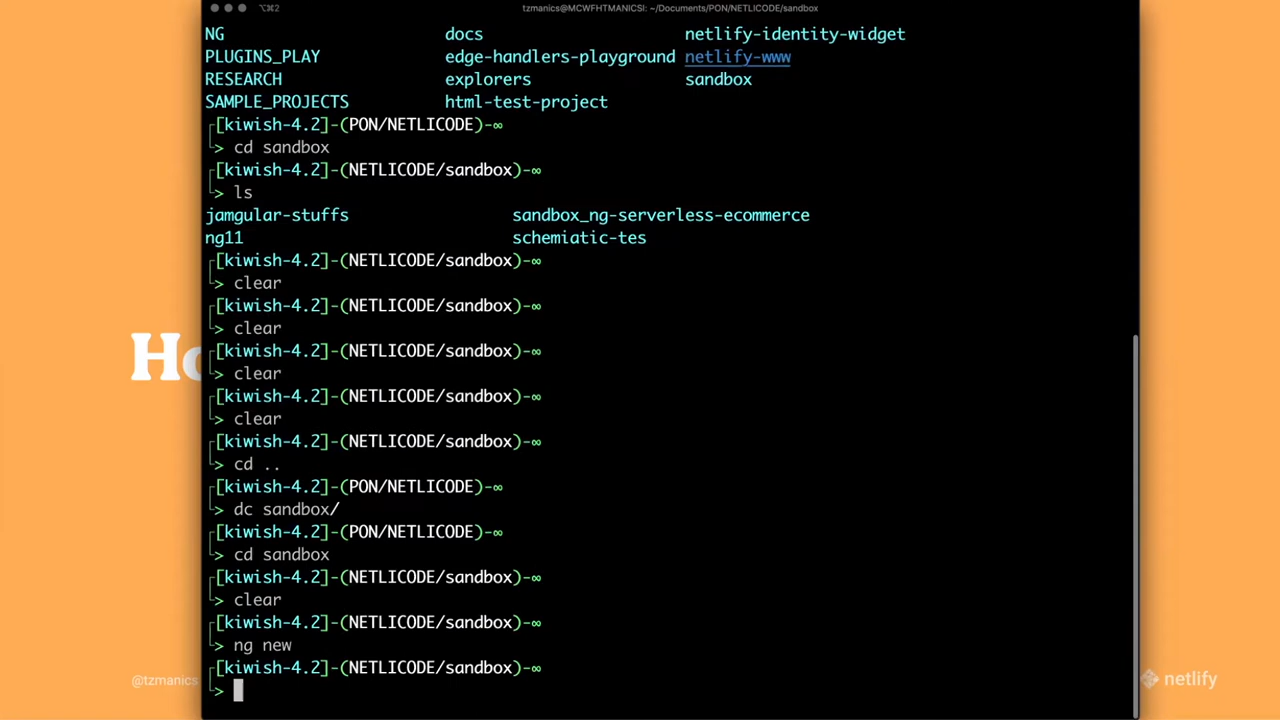 ⌥⌘2 tzmanics@MCWFHTMANICSI: ~/Documents/PON/NETLICODE/sandbox
NG docs netlify-identity-widget
PLUGINS_PLAY edge-handlers-playground netlify-www
RESEARCH explorers sandbox
SAMPLE_PROJECTS html-test-project
┌[kiwish-4.2]-(PON/NETLICODE)-∞
└> cd sandbox
┌[kiwish-4.2]-(NETLICODE/sandbox)-∞
└> ls
jamgular-stuffs sandbox_ng-serverless-ecommerce
ng11 schemiatic-tes
┌[kiwish-4.2]-(NETLICODE/sandbox)-∞
└> clear
┌[kiwish-4.2]-(NETLICODE/sandbox)-∞
└> clear
┌[kiwish-4.2]-(NETLICODE/sandbox)-∞
└> clear
┌[kiwish-4.2]-(NETLICODE/sandbox)-∞
└> clear
┌[kiwish-4.2]-(NETLICODE/sandbox)-∞
└> cd ..
┌[kiwish-4.2]-(PON/NETLICODE)-∞
└> dc sandbox/
┌[kiwish-4.2]-(PON/NETLICODE)-∞
└> cd sandbox
┌[kiwish-4.2]-(NETLICODE/sandbox)-∞
└> clear
┌[kiwish-4.2]-(NETLICODE/sandbox)-∞
└> ng new
┌[kiwish-4.2]-(NETLICODE/sandbox)-∞
└>
@tzmanics
netlify